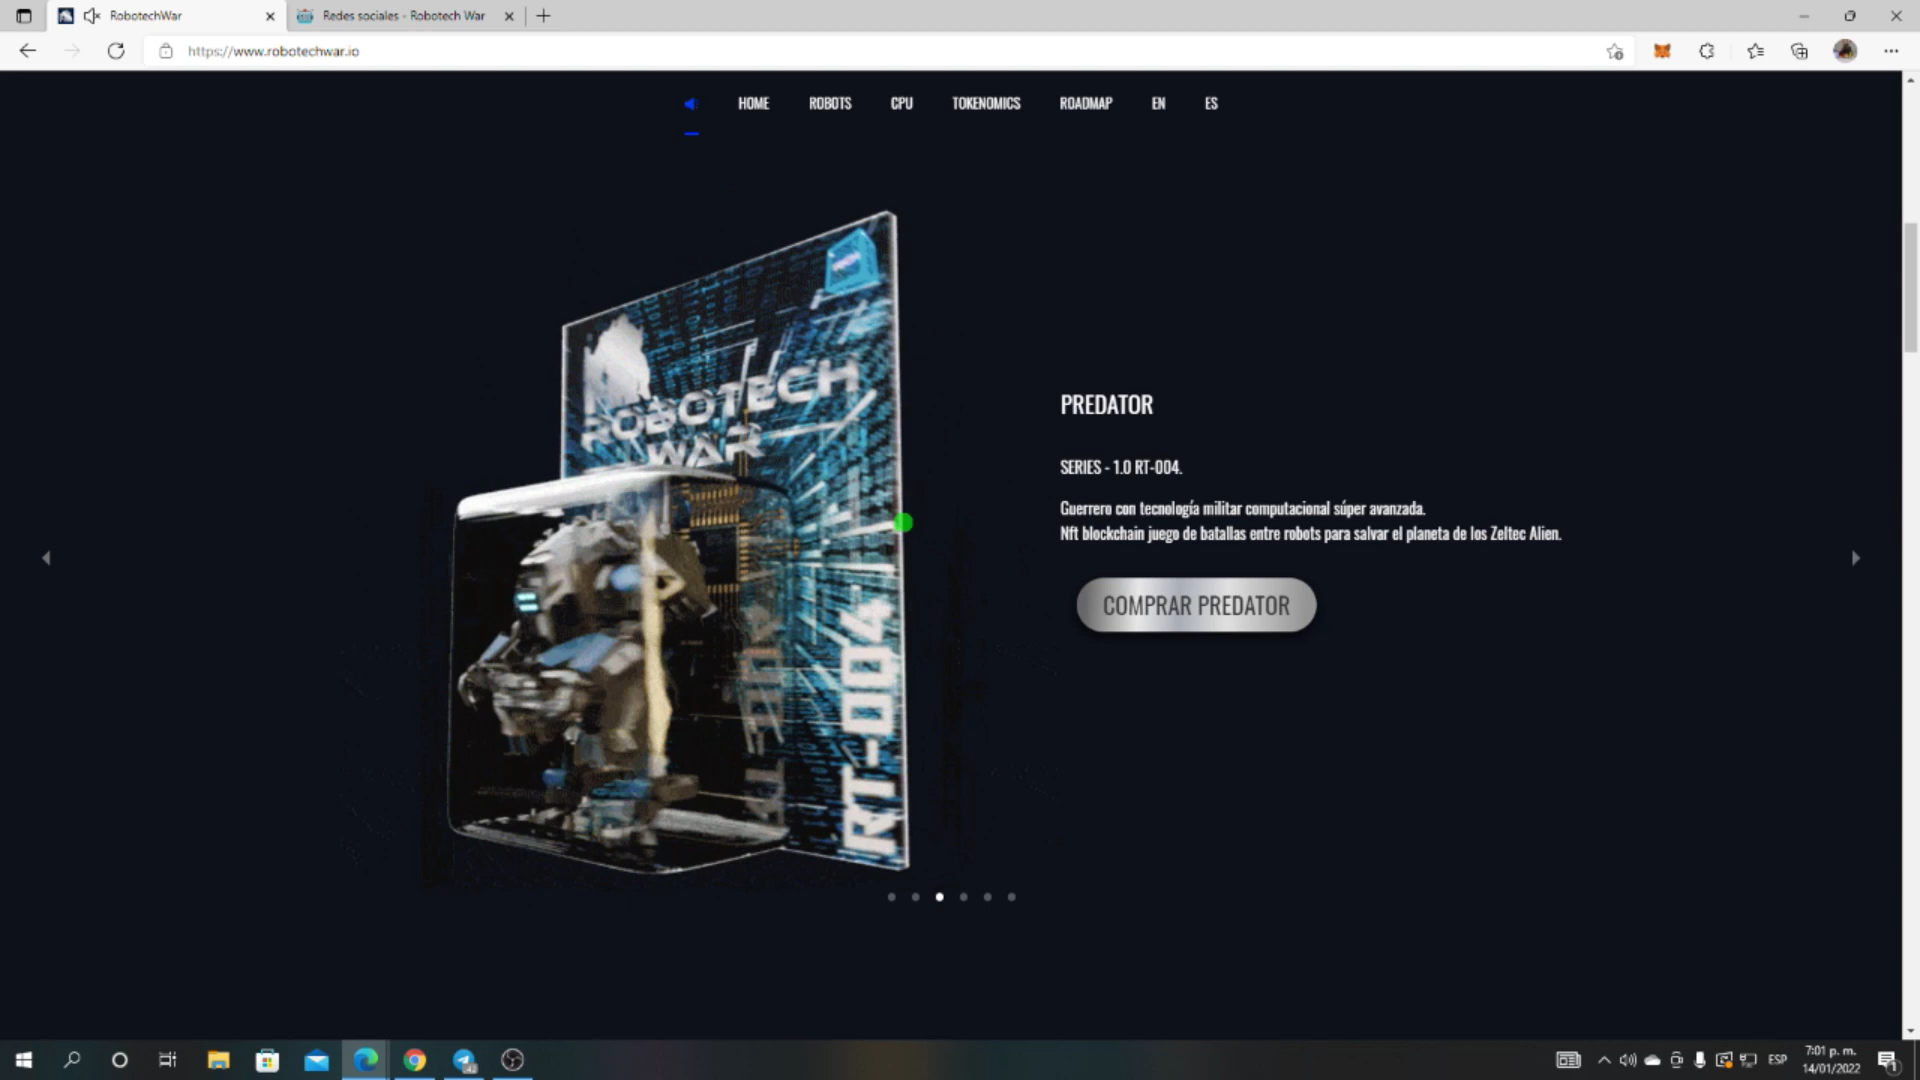 RobotechWar
Redes sociales - Robotech War
https://www.robotechwar.io
HOME ROBOTS CPU TOKENOMICS ROADMAP EN ES
ROBOTECH
WAR
RT-004
PREDATOR
SERIES - 1.0 RT-004.
Guerrero con tecnología militar computacional súper avanzada.
Nft blockchain juego de batallas entre robots para salvar el planeta de los Zeltec Alien.
COMPRAR PREDATOR
ESP
7:01 p. m.
14/01/2022